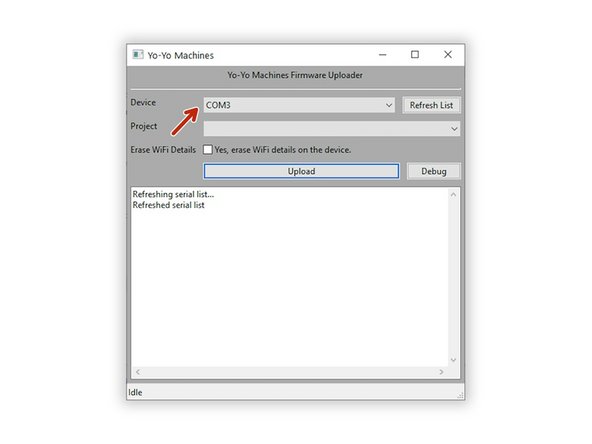 Yo-Yo Machines
Yo-Yo Machines Firmware Uploader
Device
COM3
Refresh List
Project
Erase WiFi Details
Yes, erase WiFi details on the device.
Upload
Debug
Refreshing serial list...
Refreshed serial list
Idle